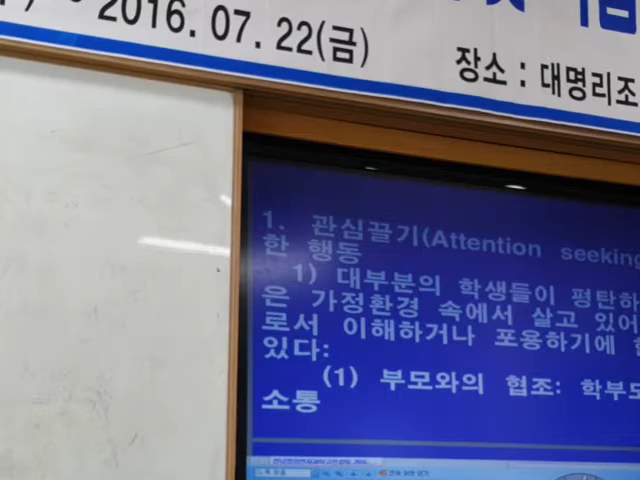 2016. 07. 22(금)
장소 : 대명리조
1. 관심끌기(Attention seeking
한 행동
1) 대부분의 학생들이 평탄하
은 가정환경 속에서 살고 있어
로서 이해하거나 포용하기에
있다:
(1) 부모와의 협조: 학부모
소통